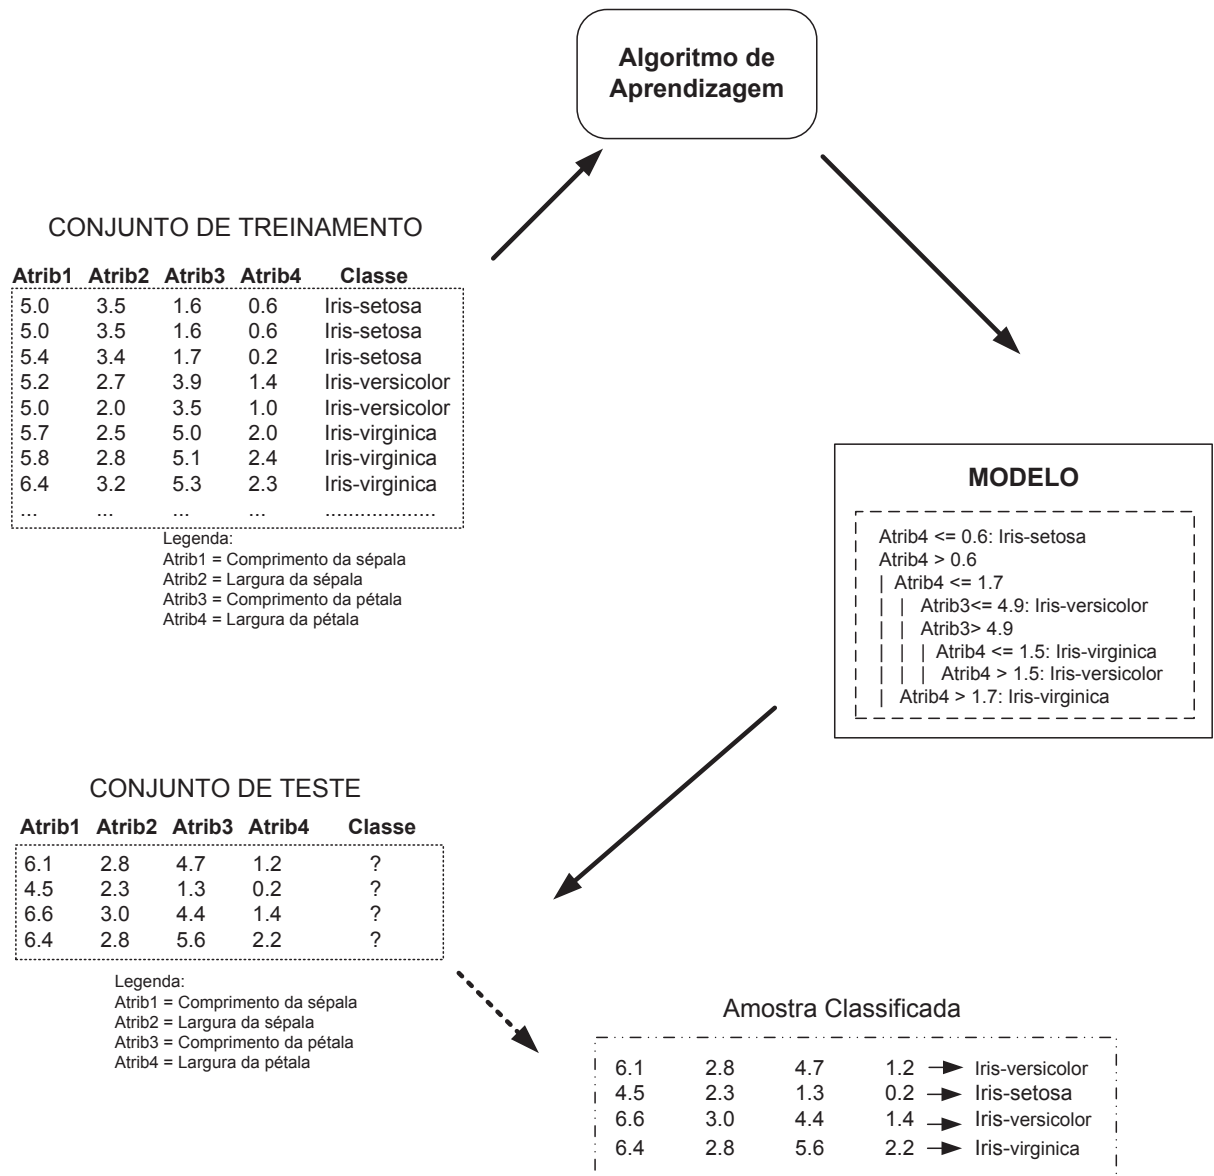 Algoritmo de
Aprendizagem
CONJUNTO DE TREINAMENTO
Atrib1 Atrib2 Atrib3 Atrib4 Classe
5.0 3.5 1.6 0.6 Iris-setosa
5.0 3.5 1.6 0.6 Iris-setosa
5.4 3.4 1.7 0.2 Iris-setosa
5.2 2.7 3.9 1.4 Iris-versicolor
5.0 2.0 3.5 1.0 Iris-versicolor
5.7 2.5 5.0 2.0 Iris-virginica
5.8 2.8 5.1 2.4 Iris-virginica
6.4 3.2 5.3 2.3 Iris-virginica
... ... ... ... ...................
Legenda:
Atrib1 = Comprimento da sépala
Atrib2 = Largura da sépala
Atrib3 = Comprimento da pétala
Atrib4 = Largura da pétala
MODELO
Atrib4 <= 0.6: Iris-setosa
Atrib4 > 0.6
| Atrib4 <= 1.7
| | Atrib3<= 4.9: Iris-versicolor
| | Atrib3> 4.9
| | | Atrib4 <= 1.5: Iris-virginica
| | | Atrib4 > 1.5: Iris-versicolor
| Atrib4 > 1.7: Iris-virginica
CONJUNTO DE TESTE
Atrib1 Atrib2 Atrib3 Atrib4 Classe
6.1 2.8 4.7 1.2 ?
4.5 2.3 1.3 0.2 ?
6.6 3.0 4.4 1.4 ?
6.4 2.8 5.6 2.2 ?
Legenda:
Atrib1 = Comprimento da sépala
Atrib2 = Largura da sépala
Atrib3 = Comprimento da pétala
Atrib4 = Largura da pétala
Amostra Classificada
6.1 2.8 4.7 1.2 Iris-versicolor
4.5 2.3 1.3 0.2 Iris-setosa
6.6 3.0 4.4 1.4 Iris-versicolor
6.4 2.8 5.6 2.2 Iris-virginica